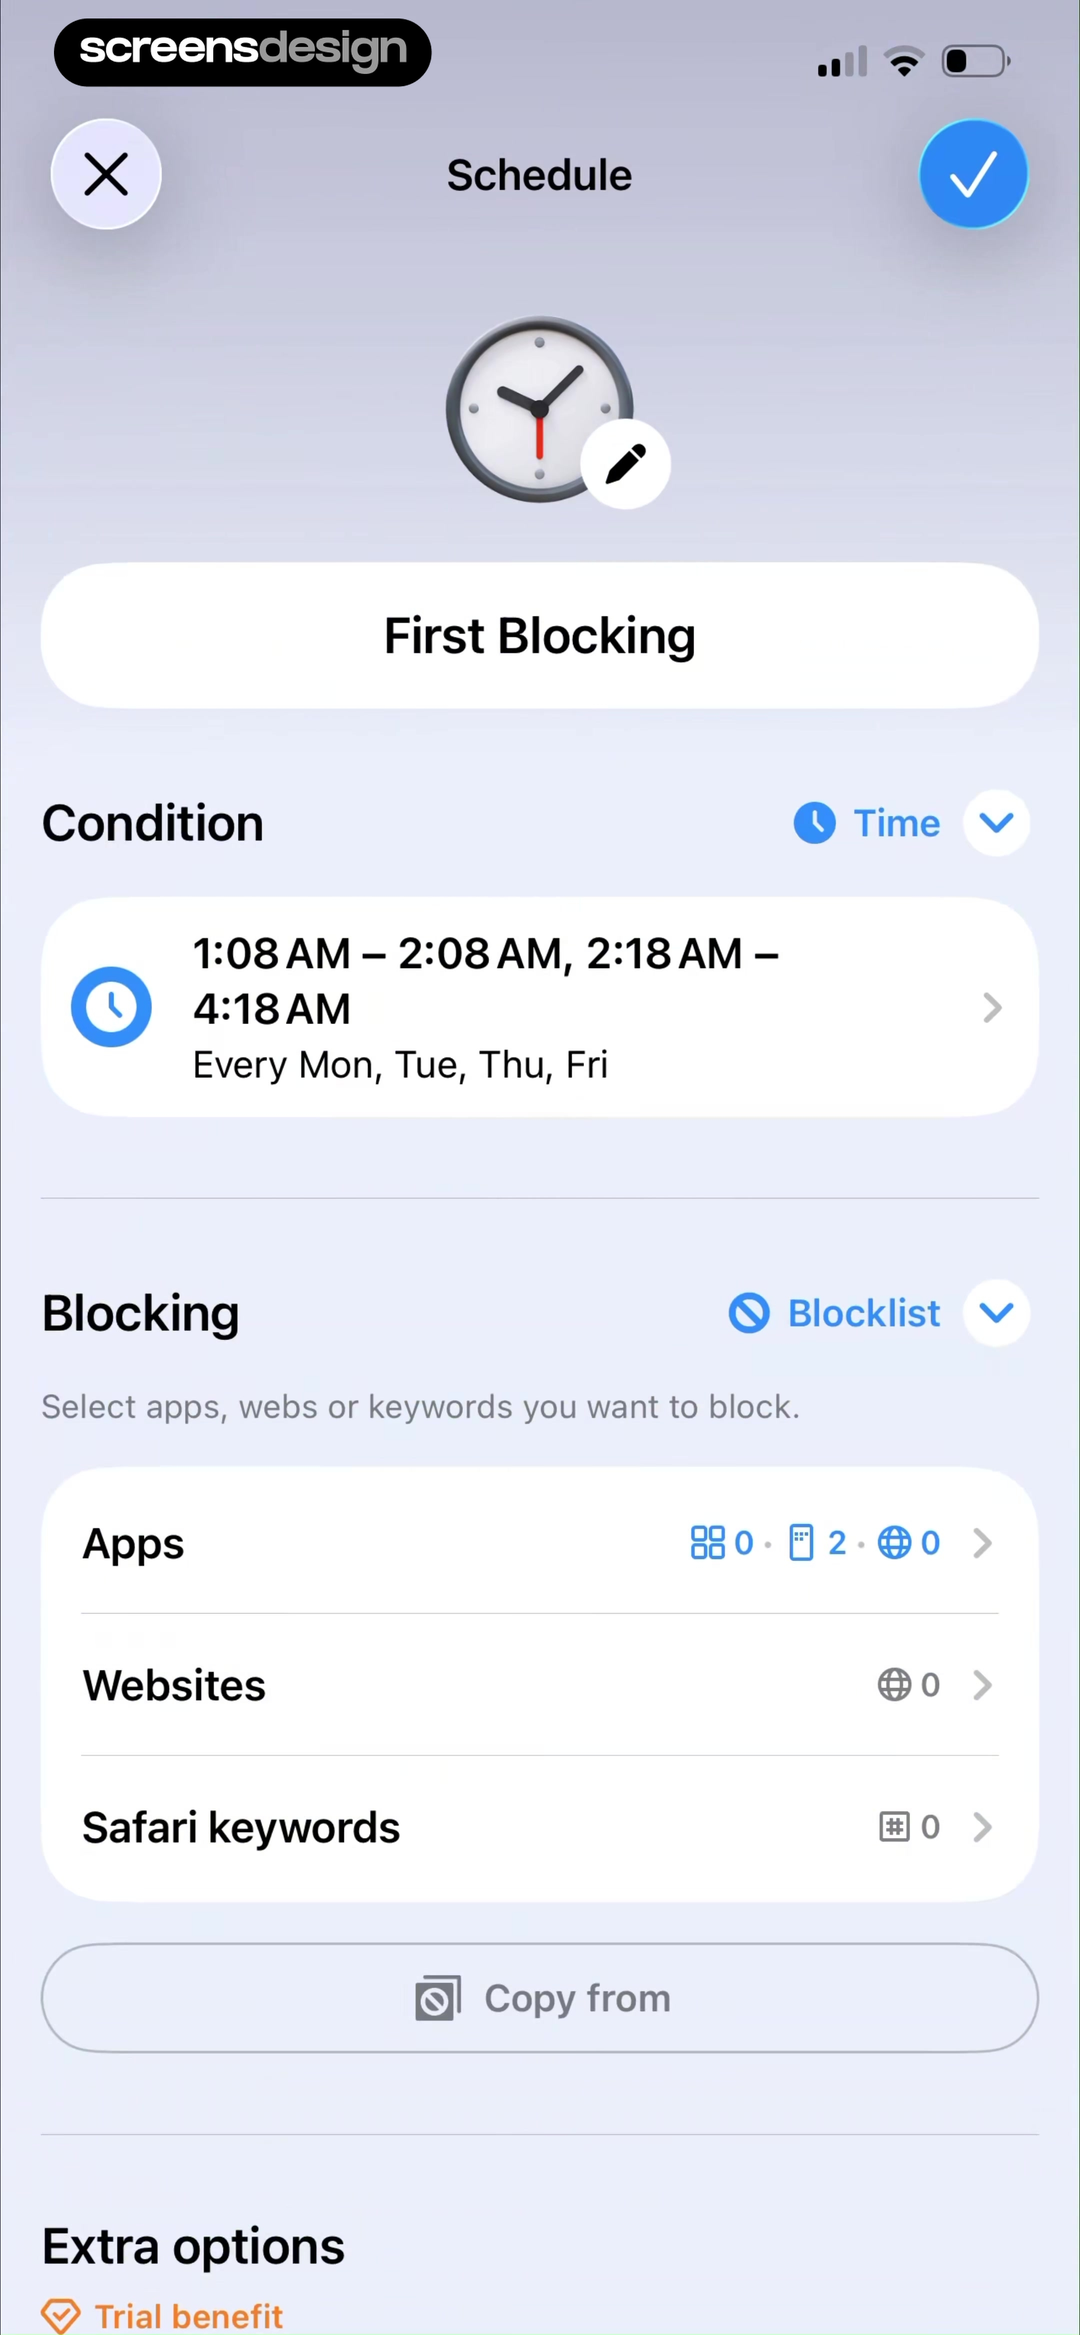 screensdesign
Schedule
First Blocking
Condition
Time
1:08 AM – 2:08 AM, 2:18 AM –
4:18 AM
Every Mon, Tue, Thu, Fri
Blocking
Blocklist
Select apps, webs or keywords you want to block.
Apps 0 · 2 · 0
Websites 0
Safari keywords 0
Copy from
Extra options
Trial benefit